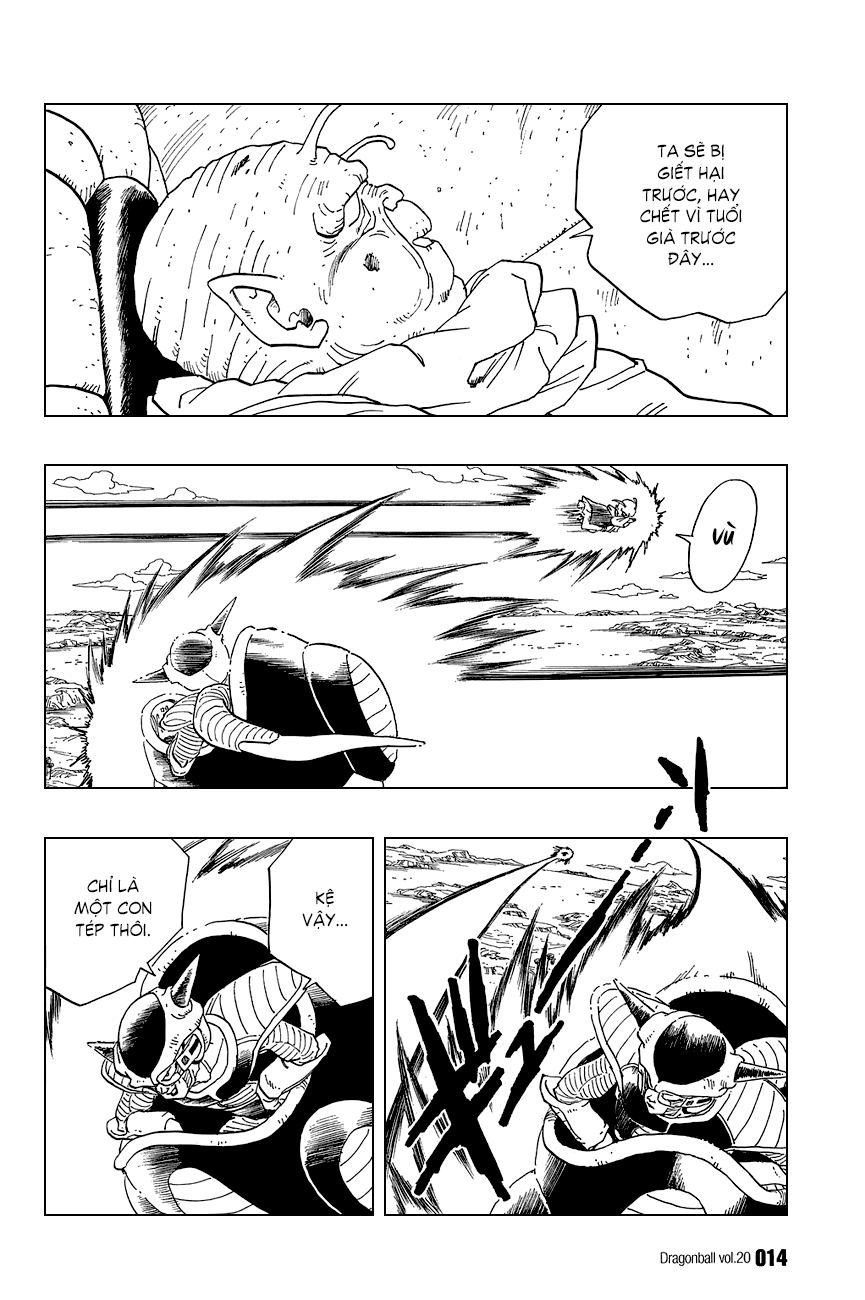 TA SẼ BỊ
GIẾT HẠI
TRƯỚC, HAY
CHẾT VÌ TUỔI
GIÀ TRƯỚC
ĐÂY...
VÙ
KỆ
VẬY...
CHỈ LÀ
MỘT CON
TÉP THÔI.
Dragonball vol.20 014